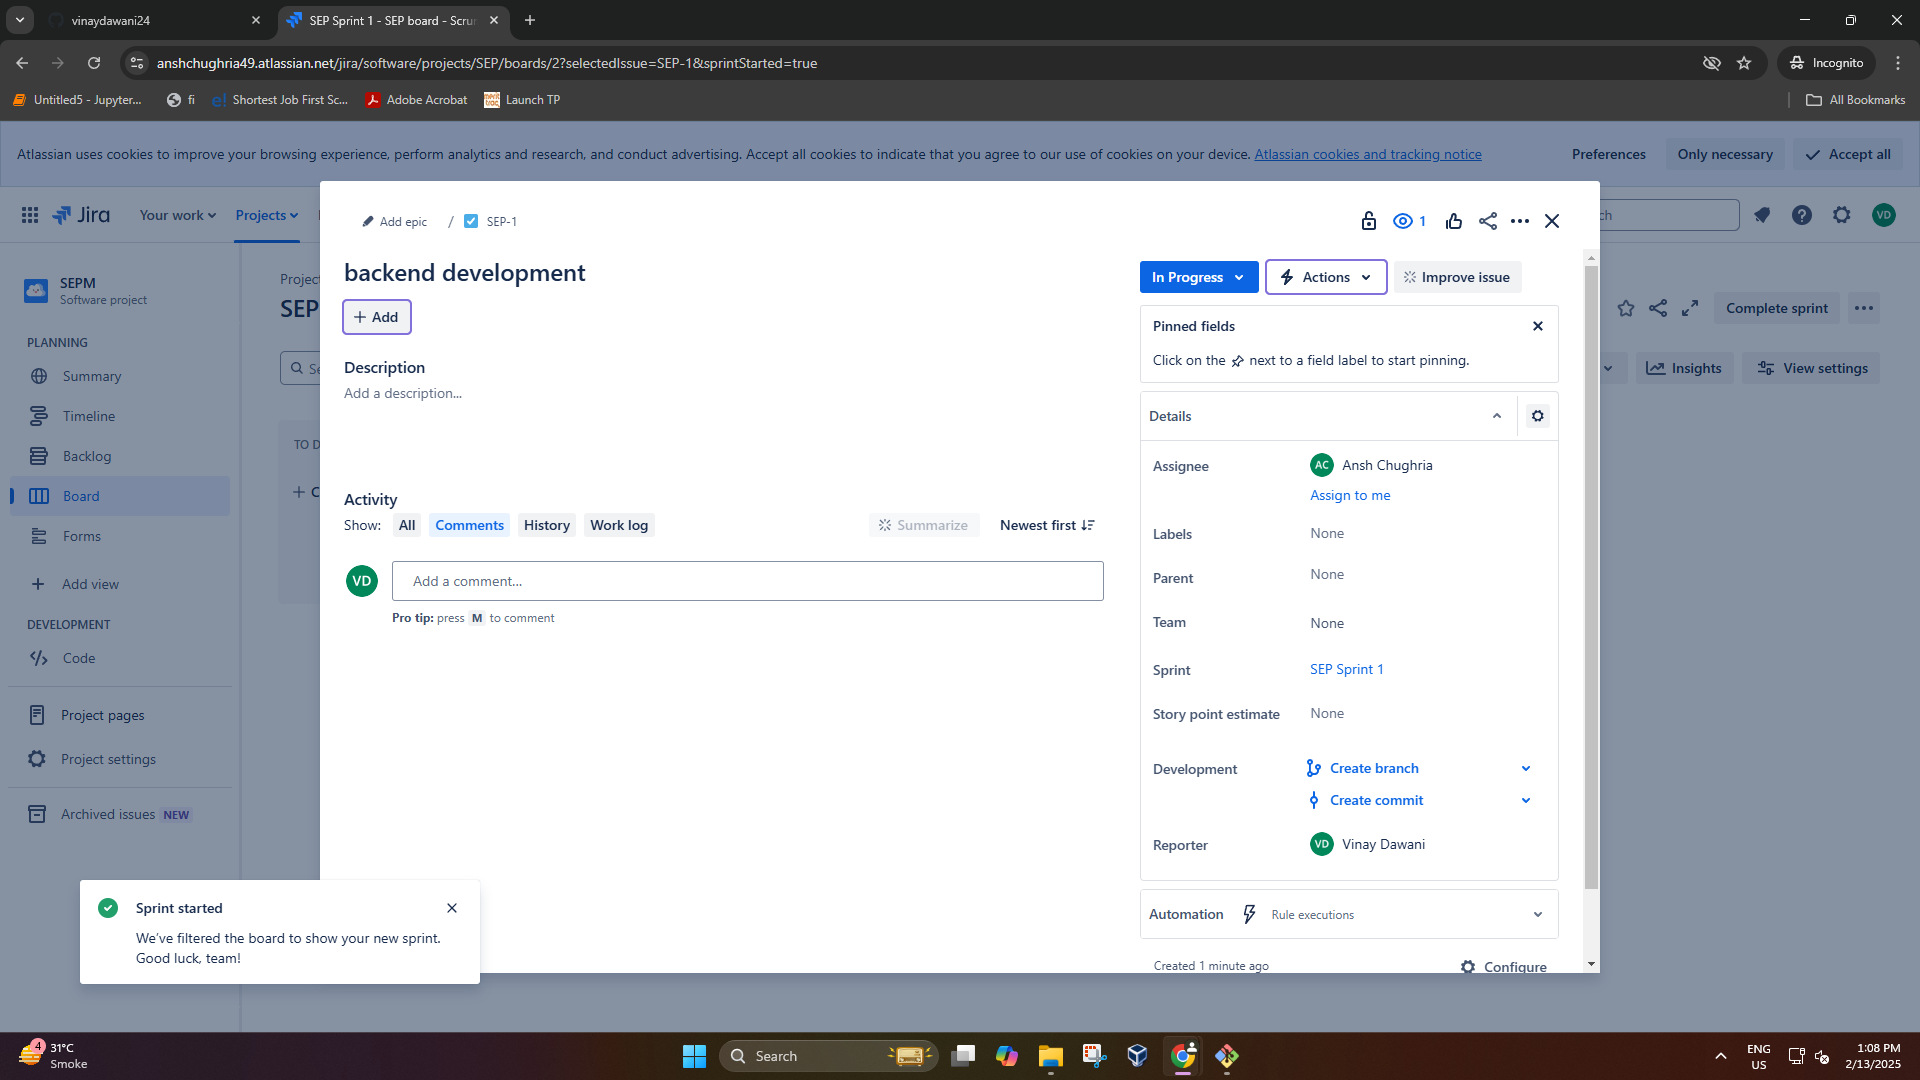 vinaydawani24
SEP Sprint 1 - SEP board - Scru
anshchughria49.atlassian.net/jira/software/projects/SEP/boards/2?selectedIssue=SEP-1&sprintStarted=true
Incognito
Untitled5 - Jupyter...
fi
Shortest Job First Sc...
Adobe Acrobat
Launch TP
All Bookmarks
Atlassian uses cookies to improve your browsing experience, perform analytics and research, and conduct advertising. Accept all cookies to indicate that you agree to our use of cookies on your device. Atlassian cookies and tracking notice
Preferences
Only necessary
Accept all
Jira
Your work
Projects
ch
VD
SEPM
Software project
PLANNING
Summary
Timeline
Backlog
Board
Forms
Add view
DEVELOPMENT
Code
Project pages
Project settings
Archived issues NEW
Projec
SEP
Se
TO D
+ C
Complete sprint
Insights
View settings
Add epic / SEP-1
1
backend development
+ Add
Description
Add a description...
Activity
Show: All Comments History Work log
Summarize
Newest first
VD
Add a comment...
Pro tip: press M to comment
In Progress
Actions
Improve issue
Pinned fields
Click on the next to a field label to start pinning.
Details
Assignee
AC Ansh Chughria
Assign to me
Labels
None
Parent
None
Team
None
Sprint
SEP Sprint 1
Story point estimate
None
Development
Create branch
Create commit
Reporter
VD Vinay Dawani
Automation
Rule executions
Created 1 minute ago
Configure
Sprint started
We've filtered the board to show your new sprint.
Good luck, team!
4
31°C
Smoke
Search
ENG
US
1:08 PM
2/13/2025